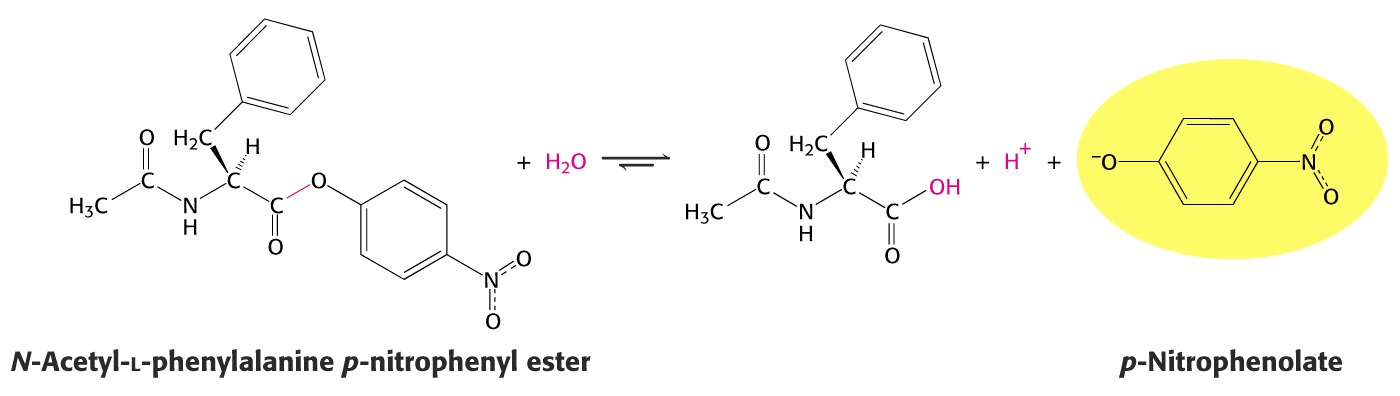 O
H₂C
H
H₃C
C
N
H
C
C
O
O
N
O
O
+ H₂O
O
H₂C
H
H₃C
C
N
H
C
C
OH
O
+ H⁺ +
⁻O
N
O
O
N-Acetyl-L-phenylalanine p-nitrophenyl ester
p-Nitrophenolate